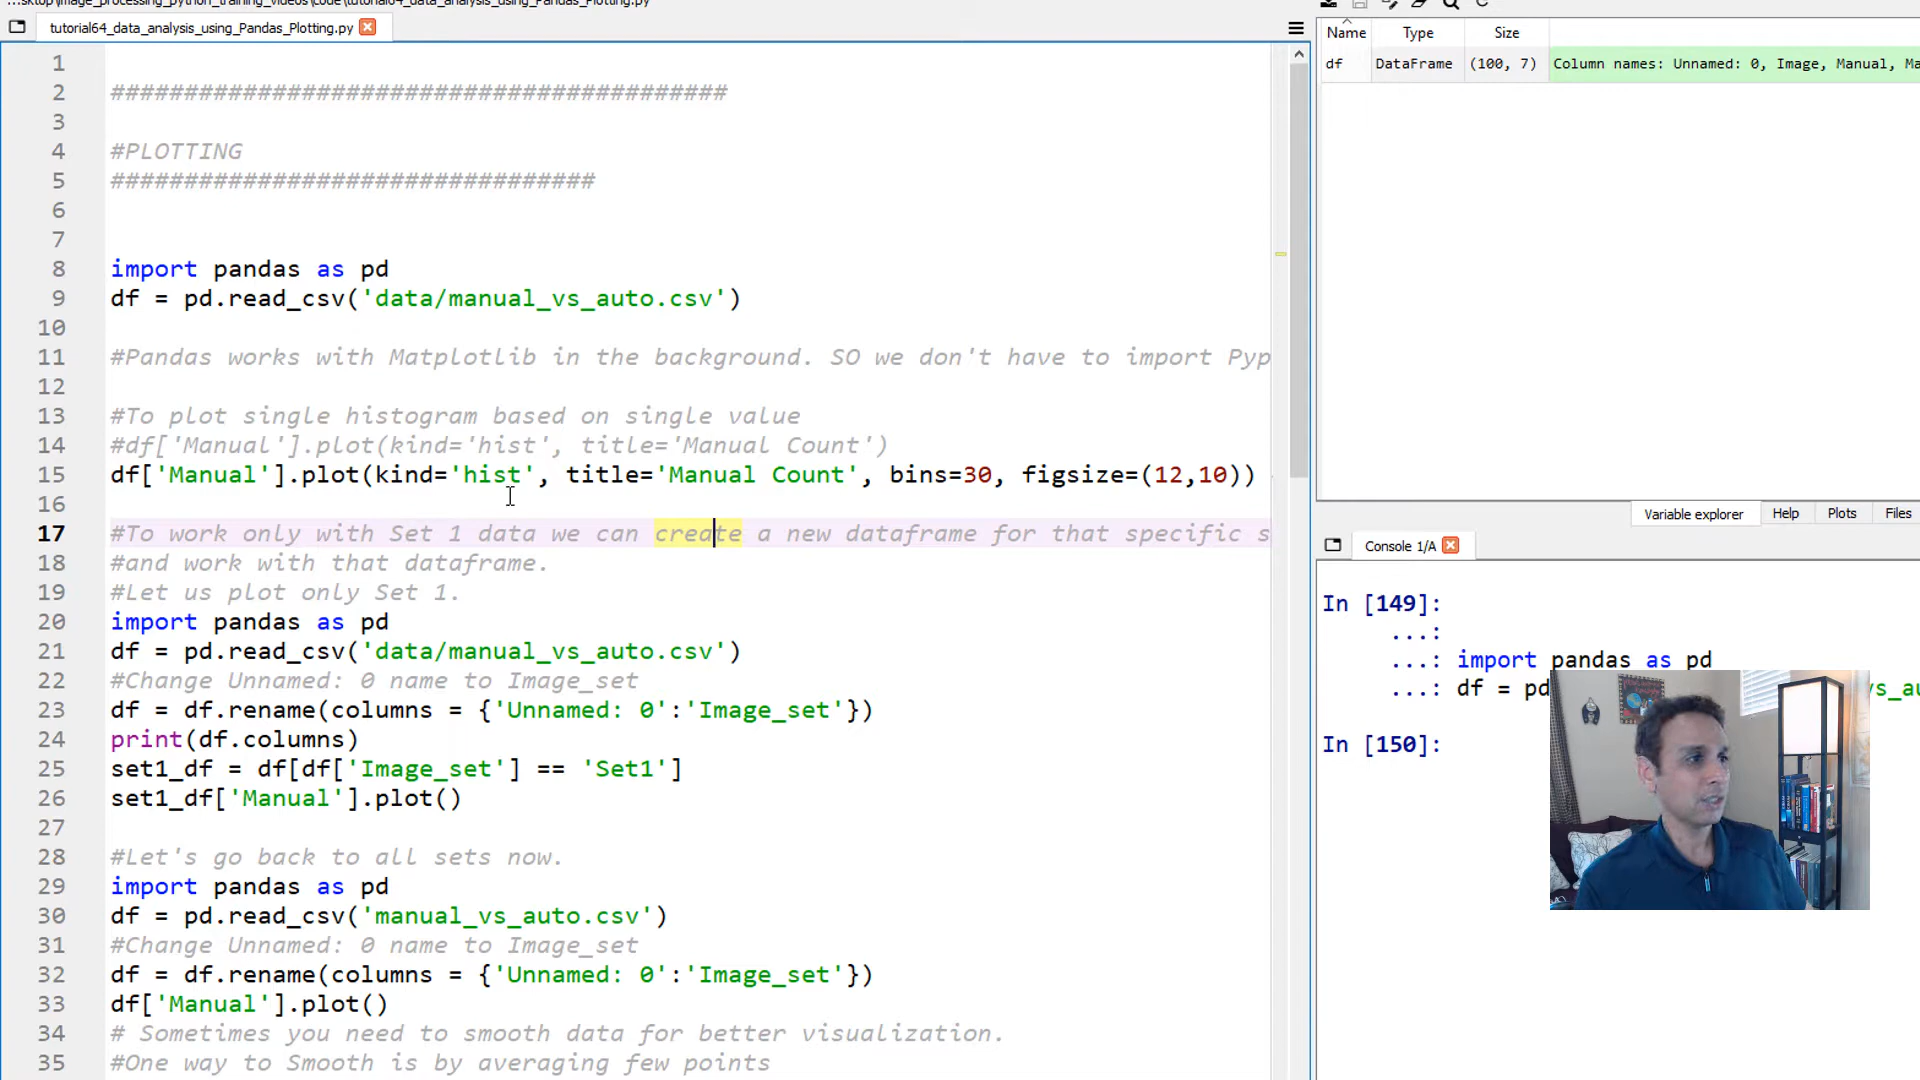 ...sktop\image_processing_python_training_videos\code\tutorial64_data_analysis_using_Pandas_Plotting.py
tutorial64_data_analysis_using_Pandas_Plotting.py
1
2 ##########################################
3
4 #PLOTTING
5 #################################
6
7
8 import pandas as pd
9 df = pd.read_csv('data/manual_vs_auto.csv')
10
11 #Pandas works with Matplotlib in the background. SO we don't have to import Pyp
12
13 #To plot single histogram based on single value
14 #df['Manual'].plot(kind='hist', title='Manual Count')
15 df['Manual'].plot(kind='hist', title='Manual Count', bins=30, figsize=(12,10))
16
17 #To work only with Set 1 data we can create a new dataframe for that specific s
18 #and work with that dataframe.
19 #Let us plot only Set 1.
20 import pandas as pd
21 df = pd.read_csv('data/manual_vs_auto.csv')
22 #Change Unnamed: 0 name to Image_set
23 df = df.rename(columns = {'Unnamed: 0':'Image_set'})
24 print(df.columns)
25 set1_df = df[df['Image_set'] == 'Set1']
26 set1_df['Manual'].plot()
27
28 #Let's go back to all sets now.
29 import pandas as pd
30 df = pd.read_csv('manual_vs_auto.csv')
31 #Change Unnamed: 0 name to Image_set
32 df = df.rename(columns = {'Unnamed: 0':'Image_set'})
33 df['Manual'].plot()
34 # Sometimes you need to smooth data for better visualization.
35 #One way to Smooth is by averaging few points
Name Type Size
df DataFrame (100, 7) Column names: Unnamed: 0, Image, Manual, Ma
Variable explorer Help Plots Files
Console 1/A
In [149]:
...:
...: import pandas as pd
...: df = pd vs_au
In [150]: